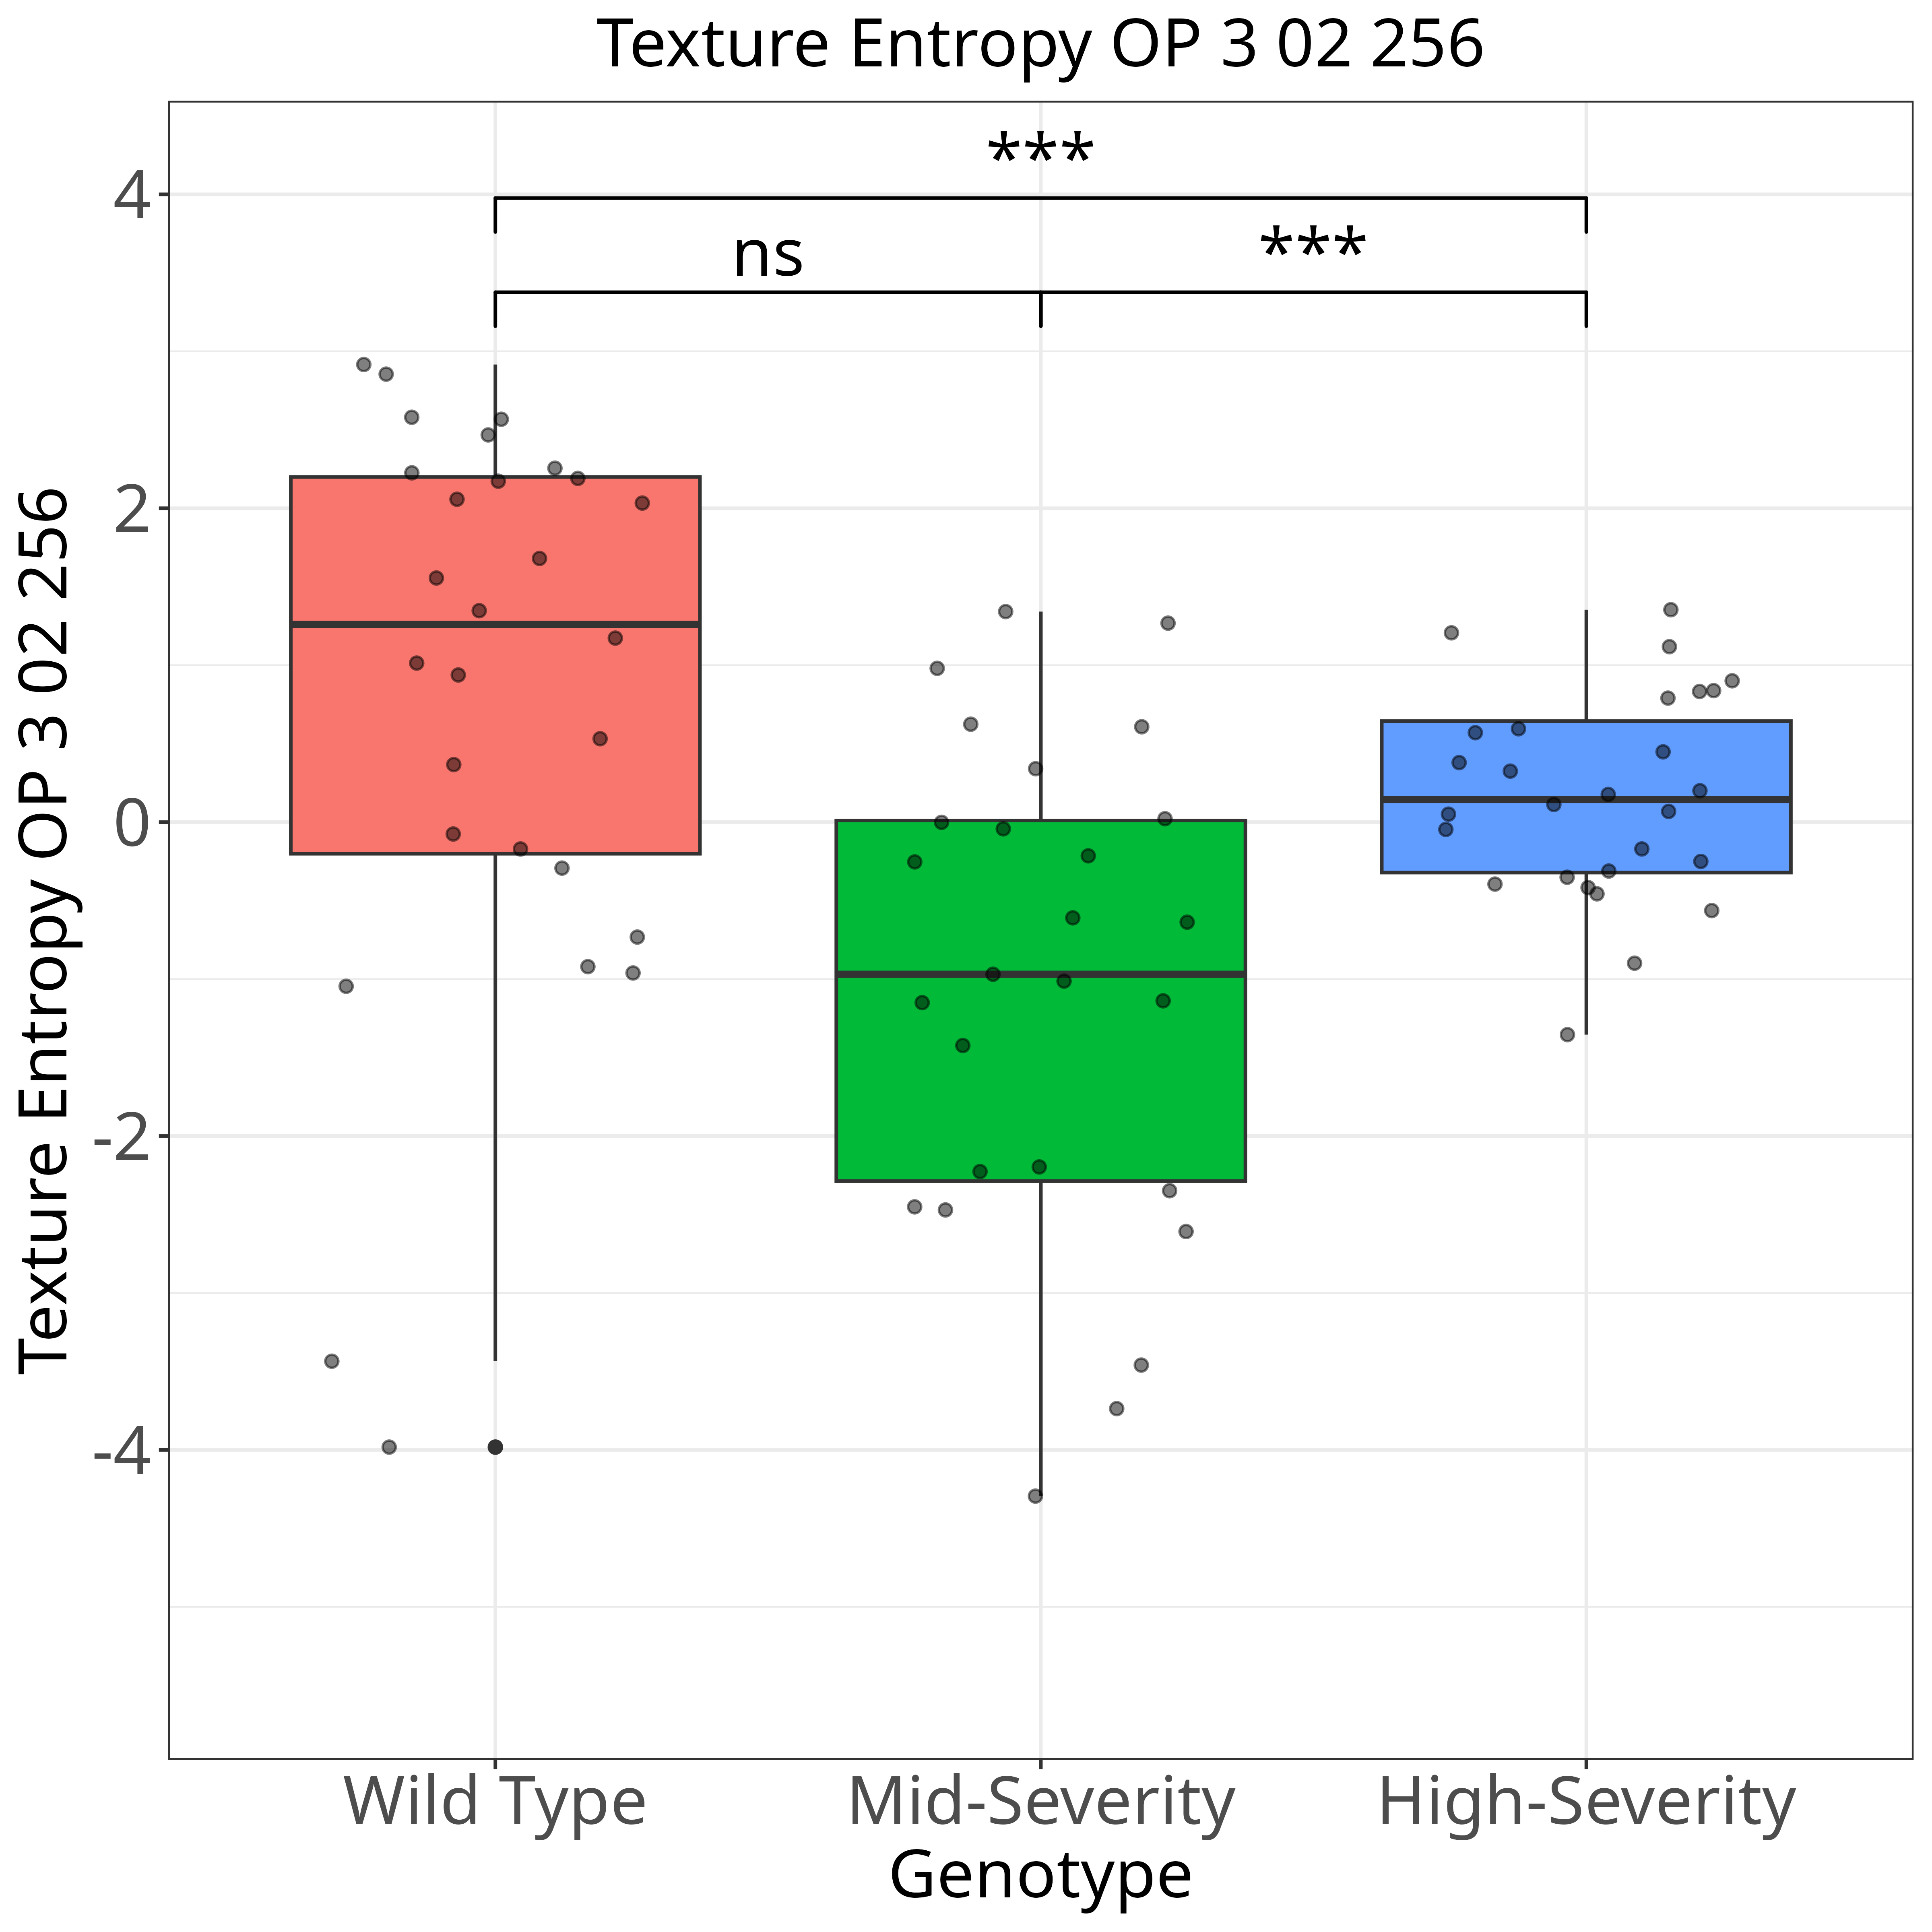 Texture Entropy OP 3 02 256
***
ns
***
4
2
0
-2
-4
Texture Entropy OP 3 02 256
Wild Type
Mid-Severity
High-Severity
Genotype